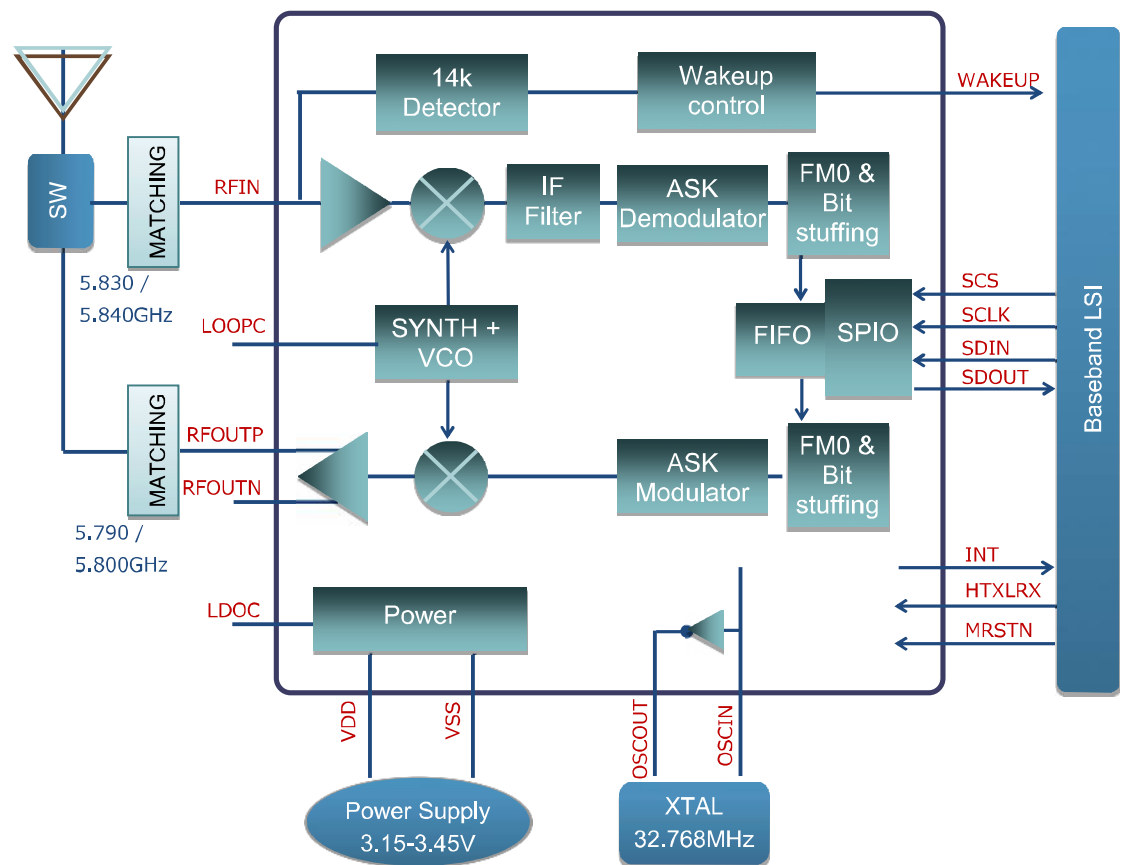 14k
Detector
Wakeup
control
WAKEUP
SW
MATCHING
RFIN
IF
Filter
ASK
Demodulator
FM0 &
Bit
stuffing
5.830 /
5.840GHz
LOOPC
SYNTH +
VCO
FIFO
SPIO
SCS
SCLK
SDIN
SDOUT
Baseband LSI
MATCHING
RFOUTP
RFOUTN
ASK
Modulator
FM0 &
Bit
stuffing
5.790 /
5.800GHz
INT
HTXLRX
MRSTN
LDOC
Power
VDD
VSS
OSCOUT
OSCIN
Power Supply
3.15-3.45V
XTAL
32.768MHz